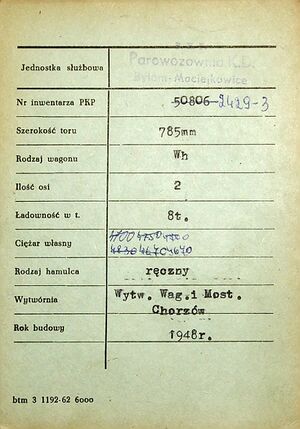 Jednostka służbowa Parowozownia K.D.
Bytom-Maciejkowice
Nr inwentarza PKP 50806-2429-3
Szerokość toru 785mm
Rodzaj wagonu Wh
Ilość osi 2
Ładowność w t. 8t.
Ciężar własny
Rodzaj hamulca ręczny
Wytwórnia Wytw. Wag.i Most.
Chorzów
Rok budowy 1948r.
btm 3 1192-62 6000